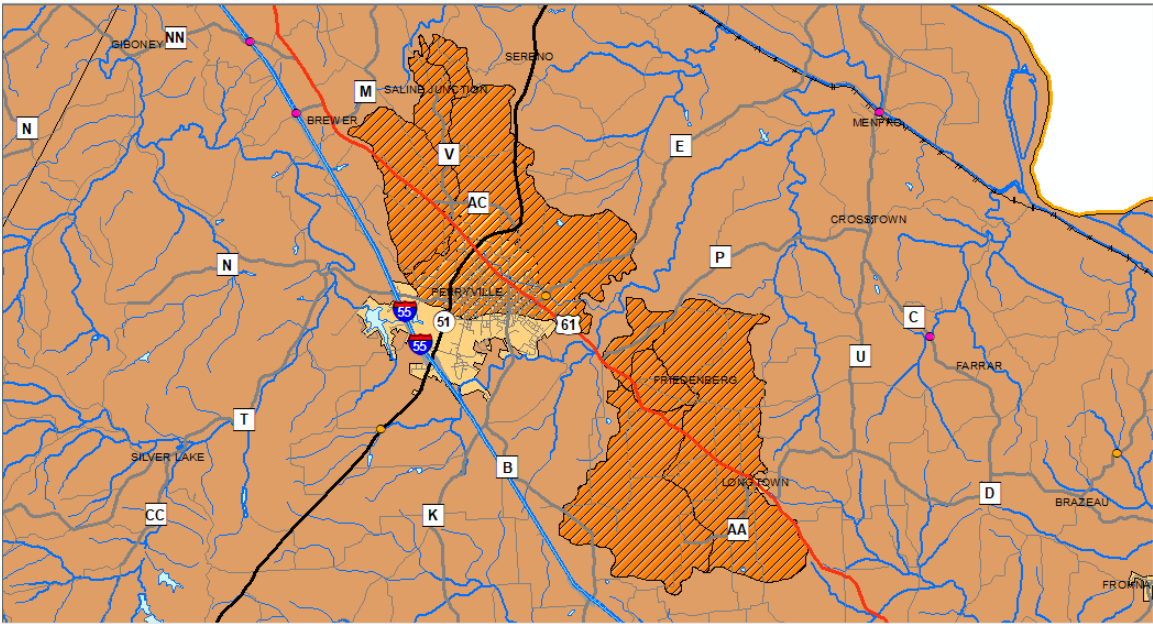 GIBONEY
NN
SERENO
M
SALINE JUNCTION
BREWER
MENFRO
N
E
V
AC
CROSSTOWN
N
P
PERRYVILLE
55
51
61
C
55
U
FARRAR
FRIEDENBERG
T
SILVER LAKE
B
LONGTOWN
D
BRAZEAU
CC
K
AA
FROHNA